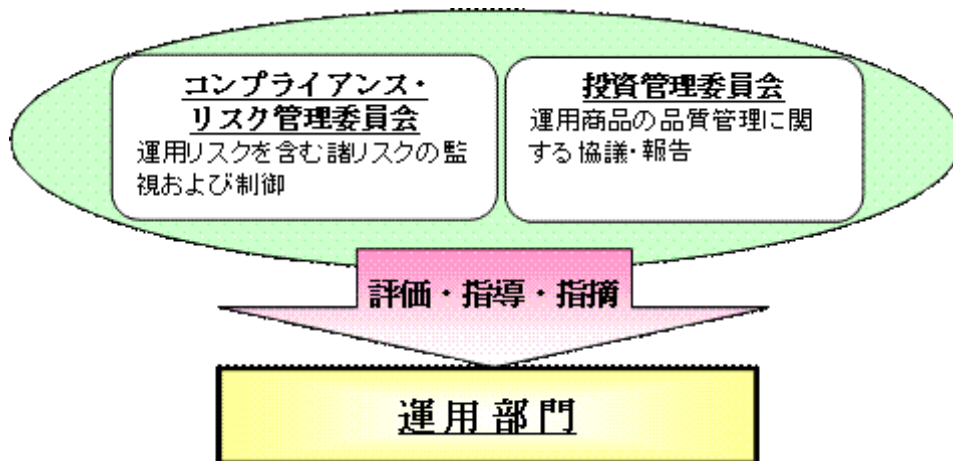 コンプライアンス・
リスク管理委員会
運用リスクを含む諸リスクの監
視および制御
投資管理委員会
運用商品の品質管理に関
する協議・報告
評価・指導・指摘
運用部門